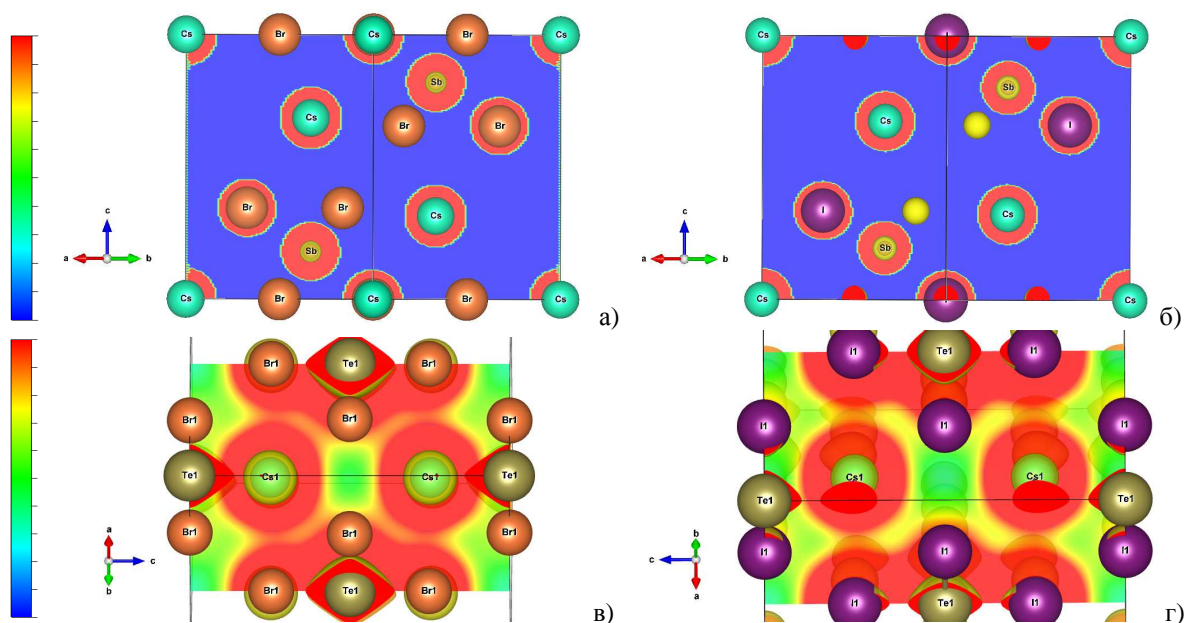 Cs Br Cs Br Cs
Sb
Cs Br Br
Br Br Cs
Sb
c
a b
Cs Br Cs Br Cs
а)
Cs I Cs
Sb
Cs I
I Cs
Sb
c
a b
Cs I Cs
б)
Br1 Te1 Br1
Br1 Br1 Br1
Te1 Cs1 Cs1 Te1
Br1 Br1 Br1
a
c
b
Br1 Te1 Br1
в)
I1 Te1 I1
I1 I1 I1
Cs1 Cs1
Te1 Te1
I1 I1 I1
b
c
a
I1 Te1 I1
г)